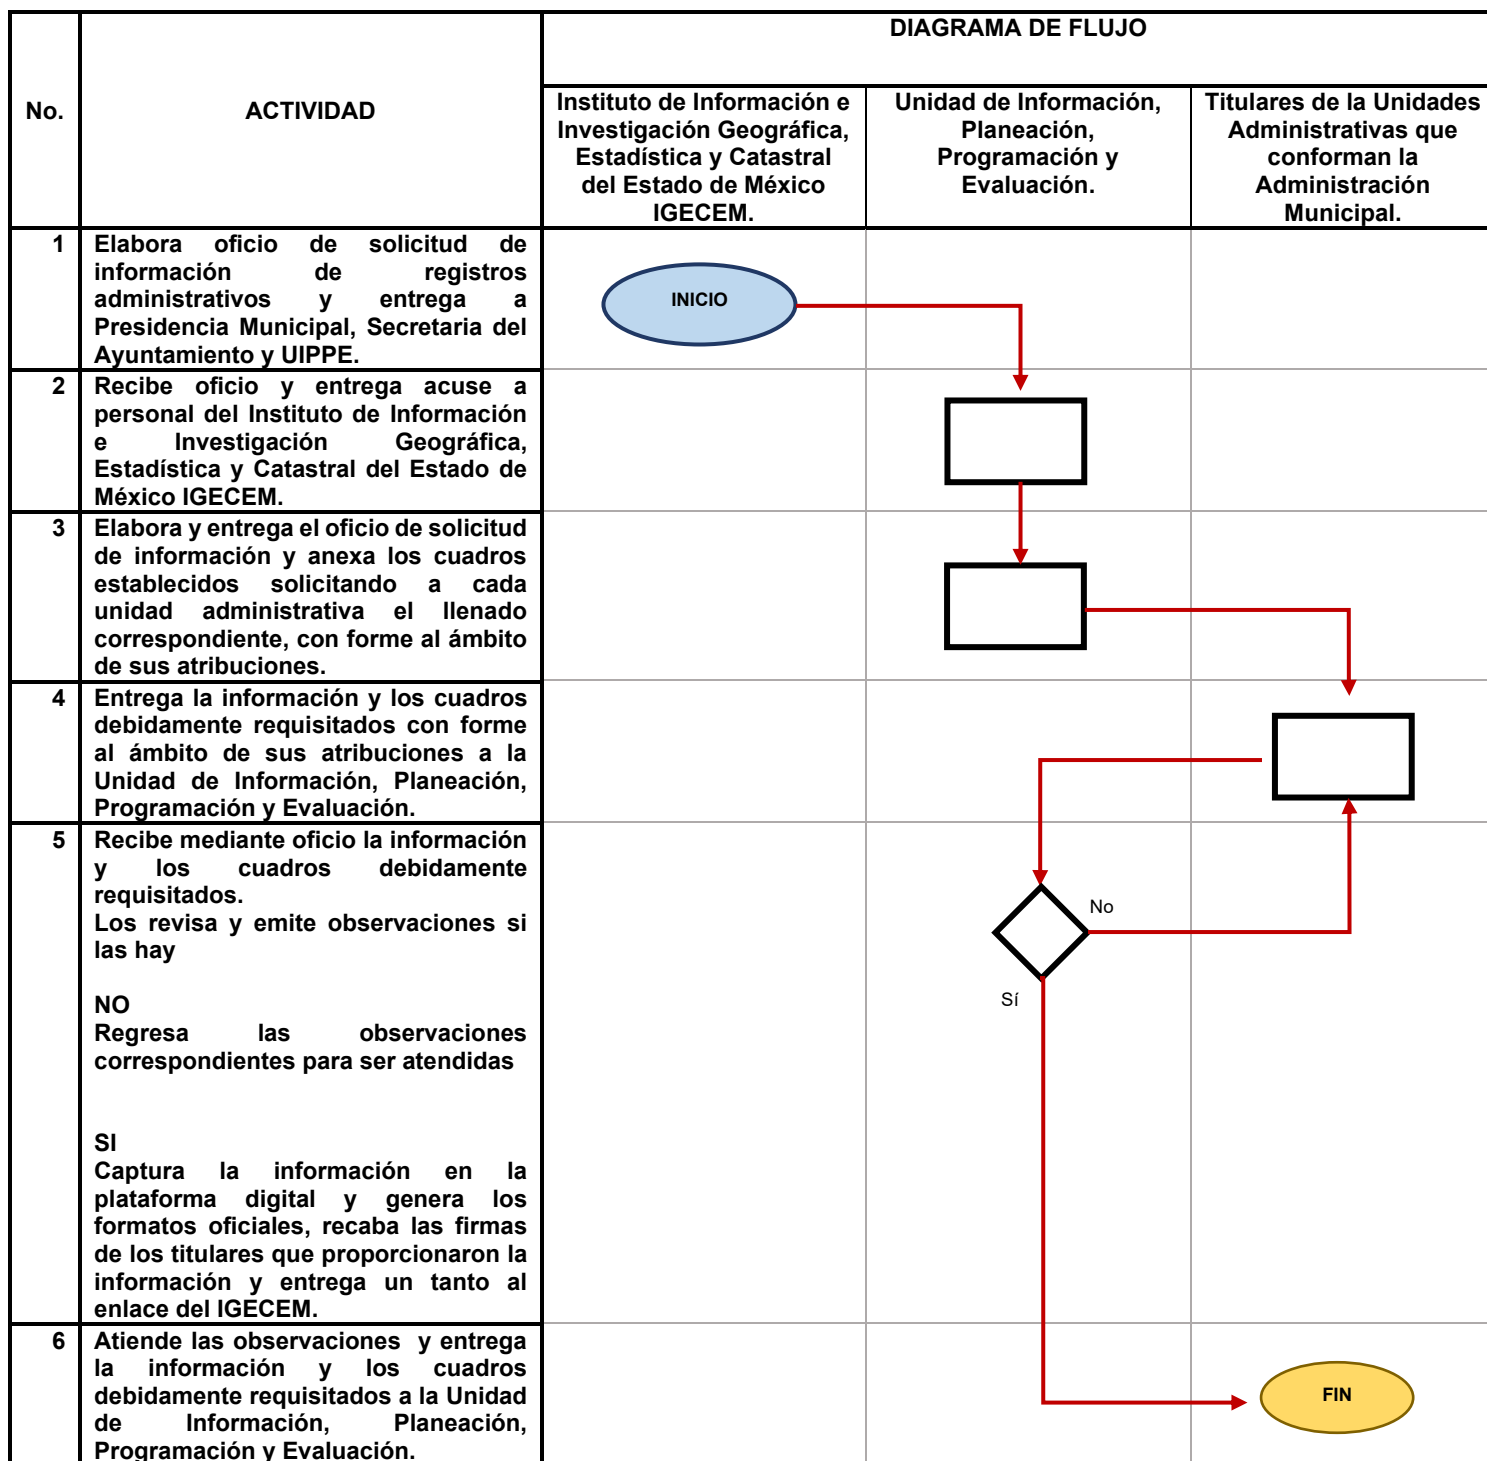 DIAGRAMA DE FLUJO
No.
ACTIVIDAD
Instituto de Información e
Investigación Geográfica,
Estadística y Catastral
del Estado de México
IGECEM.
Unidad de Información,
Planeación,
Programación y
Evaluación.
Titulares de la Unidades
Administrativas que
conforman la
Administración
Municipal.
1
Elabora oficio de solicitud de
información de registros
administrativos y entrega a
Presidencia Municipal, Secretaria del
Ayuntamiento y UIPPE.
INICIO
2
Recibe oficio y entrega acuse a
personal del Instituto de Información
e Investigación Geográfica,
Estadística y Catastral del Estado de
México IGECEM.
3
Elabora y entrega el oficio de solicitud
de información y anexa los cuadros
establecidos solicitando a cada
unidad administrativa el llenado
correspondiente, con forme al ámbito
de sus atribuciones.
4
Entrega la información y los cuadros
debidamente requisitados con forme
al ámbito de sus atribuciones a la
Unidad de Información, Planeación,
Programación y Evaluación.
5
Recibe mediante oficio la información
y los cuadros debidamente
requisitados.
Los revisa y emite observaciones si
las hay
NO
Regresa las observaciones
correspondientes para ser atendidas
SI
Captura la información en la
plataforma digital y genera los
formatos oficiales, recaba las firmas
de los titulares que proporcionaron la
información y entrega un tanto al
enlace del IGECEM.
No
Sí
6
Atiende las observaciones y entrega
la información y los cuadros
debidamente requisitados a la Unidad
de Información, Planeación,
Programación y Evaluación.
FIN